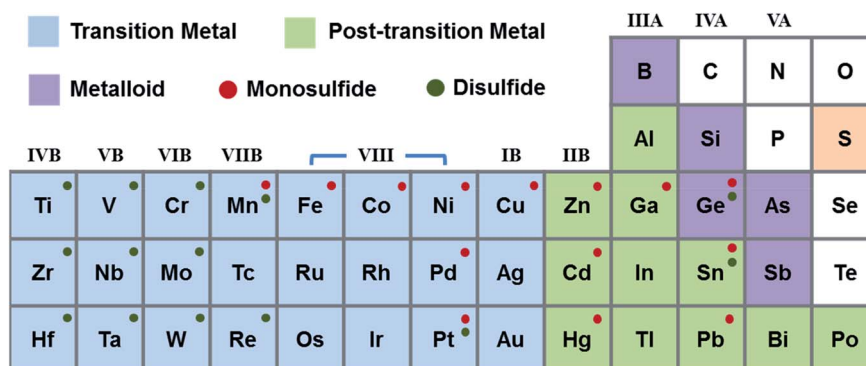 IIIA IVA VA
Transition Metal Post-transition Metal
B C N O
Metalloid Monosulfide Disulfide
Al Si P S
IVB VB VIB VIIB VIII IB IIB
Ti V Cr Mn Fe Co Ni Cu Zn Ga Ge As Se
Zr Nb Mo Tc Ru Rh Pd Ag Cd In Sn Sb Te
Hf Ta W Re Os Ir Pt Au Hg Tl Pb Bi Po